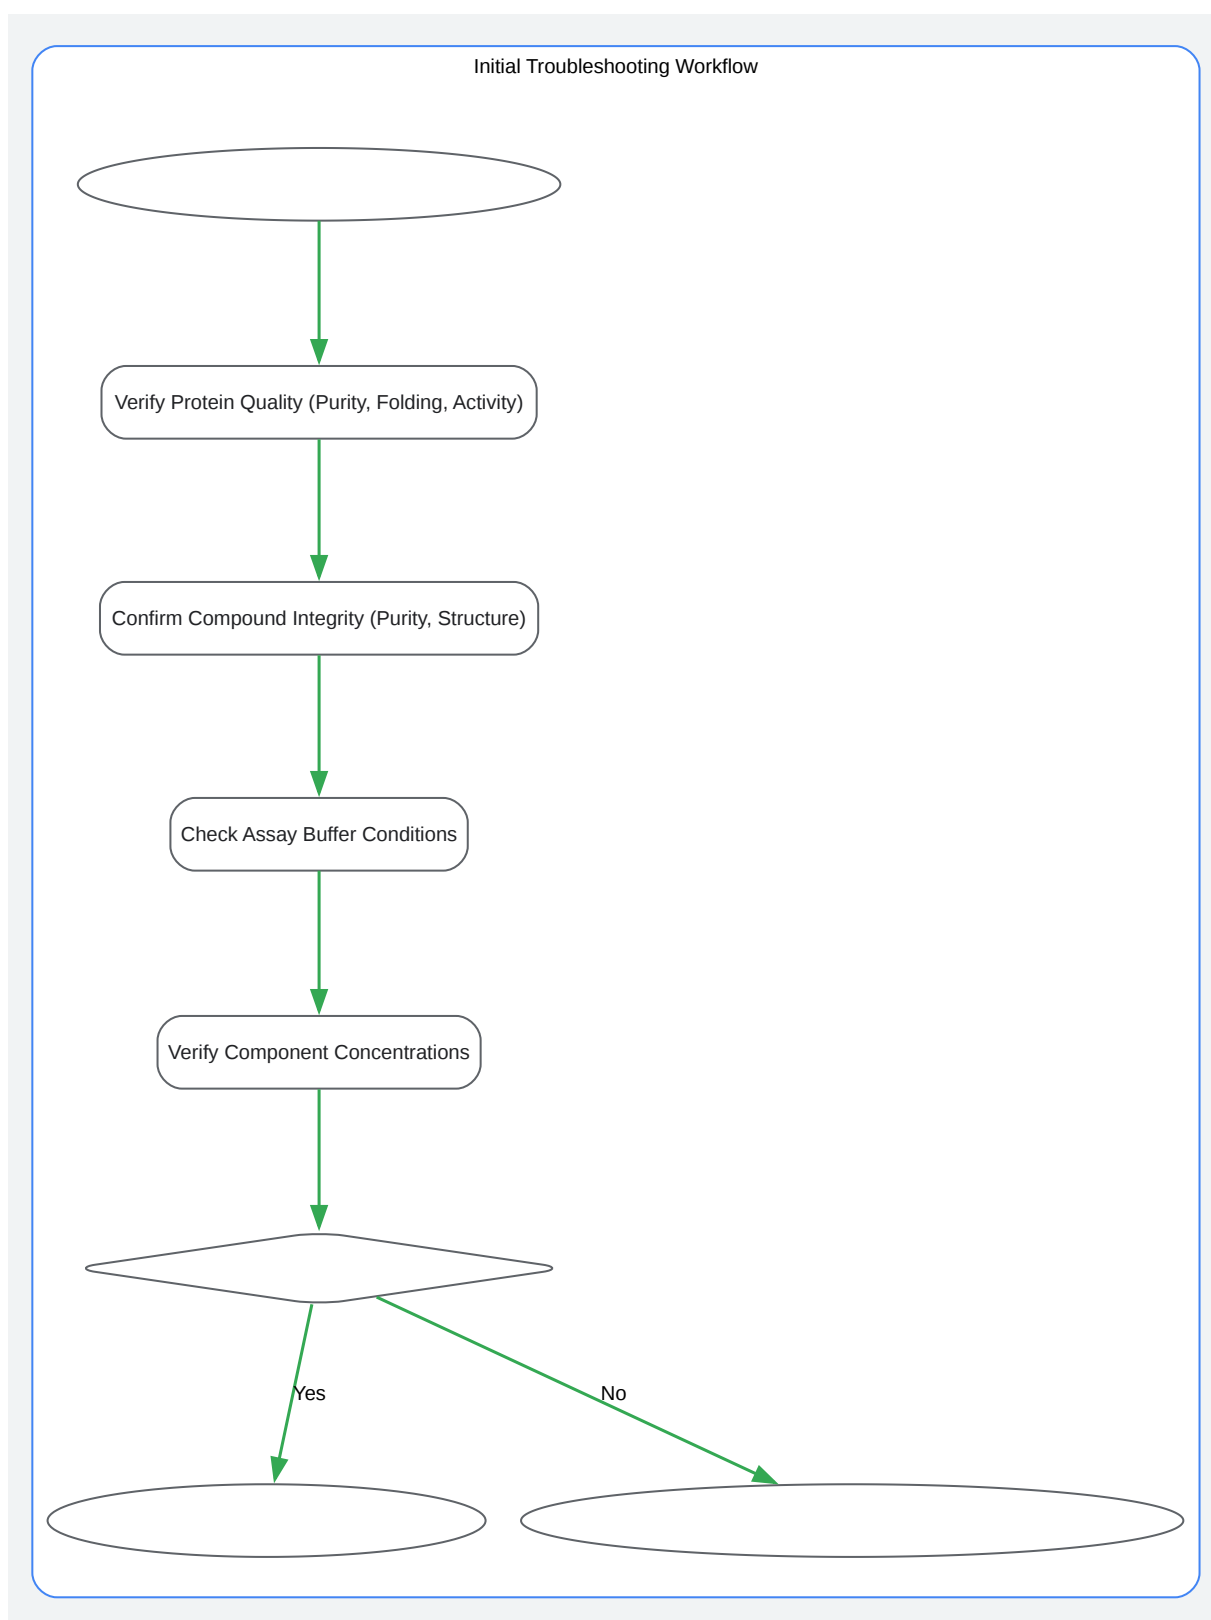 Initial Troubleshooting Workflow
Verify Protein Quality (Purity, Folding, Activity)
Confirm Compound Integrity (Purity, Structure)
Check Assay Buffer Conditions
Verify Component Concentrations
Yes
No